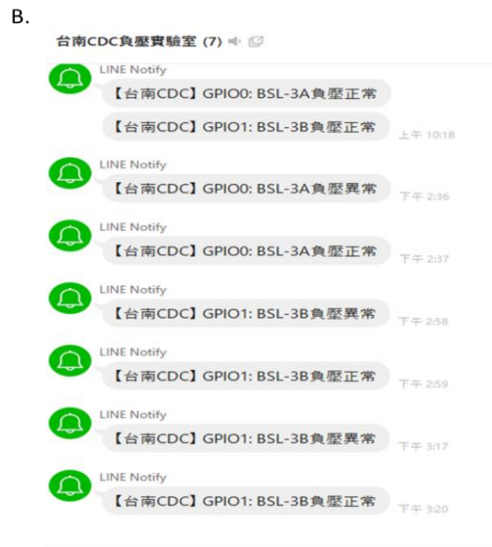 B.
台南CDC負壓實驗室 (7)
LINE Notify
【台南CDC】GPIO0: BSL-3A負壓正常
【台南CDC】GPIO1: BSL-3B負壓正常
上午 10:18
LINE Notify
【台南CDC】GPIO0: BSL-3A負壓異常
下午 2:36
LINE Notify
【台南CDC】GPIO0: BSL-3A負壓正常
下午 2:37
LINE Notify
【台南CDC】GPIO1: BSL-3B負壓異常
下午 2:58
LINE Notify
【台南CDC】GPIO1: BSL-3B負壓正常
下午 2:59
LINE Notify
【台南CDC】GPIO1: BSL-3B負壓異常
下午 3:17
LINE Notify
【台南CDC】GPIO1: BSL-3B負壓正常
下午 3:20